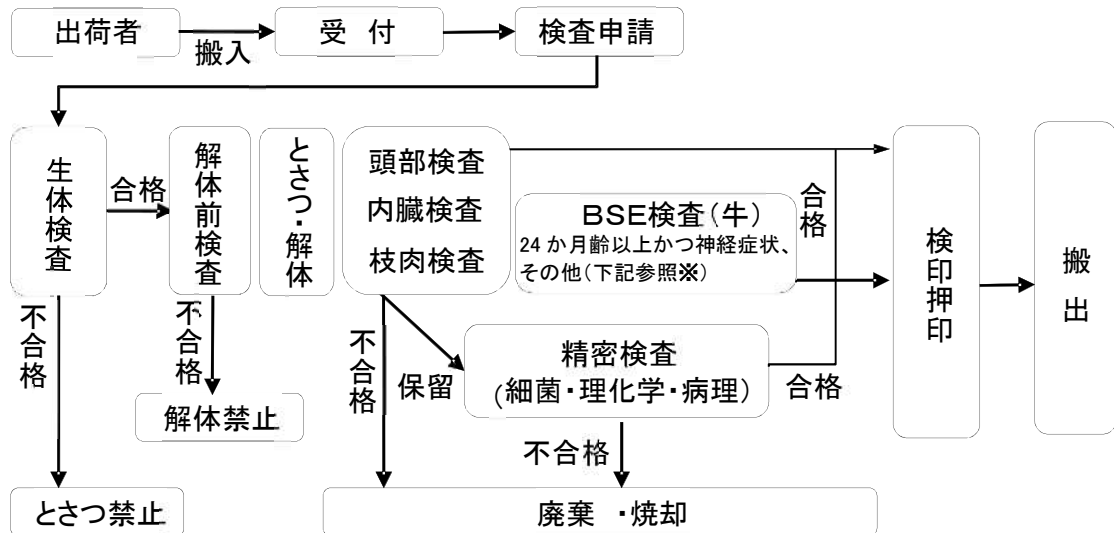 出荷者
搬入
受 付
検査申請
生体検査
合格
解体前検査
とさつ・解体
頭部検査
内臓検査
枝肉検査
BSE検査(牛)
24か月齢以上かつ神経症状、
その他(下記参照※)
合格
検印押印
搬出
不合格
不合格
不合格
保留
精密検査
(細菌・理化学・病理)
合格
解体禁止
不合格
とさつ禁止
廃棄 ・焼却